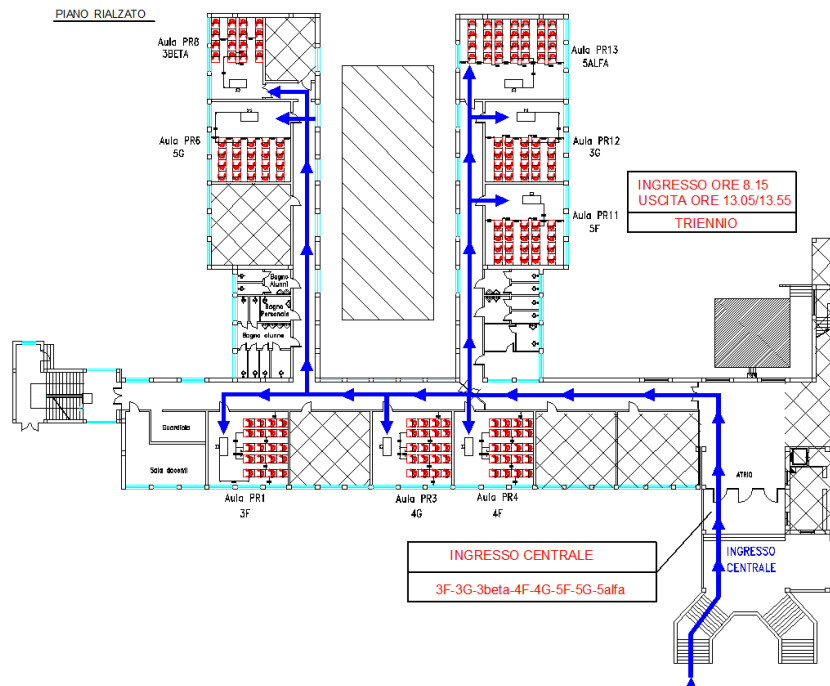 PIANO RIALZATO
Aula PR8
3BETA
Aula PR13
5ALFA
Aula PR6
5G
Aula PR12
3G
INGRESSO ORE 8.15
USCITA ORE 13.05/13.55
TRIENNIO
Aula PR11
5F
Bagno
Alunni
Bagno
Personale
Bagno alunne
Guardiola
Sala docenti
Aula PR1
3F
Aula PR3
4G
Aula PR4
4F
ATRIO
INGRESSO CENTRALE
3F-3G-3beta-4F-4G-5F-5G-5alfa
INGRESSO
CENTRALE